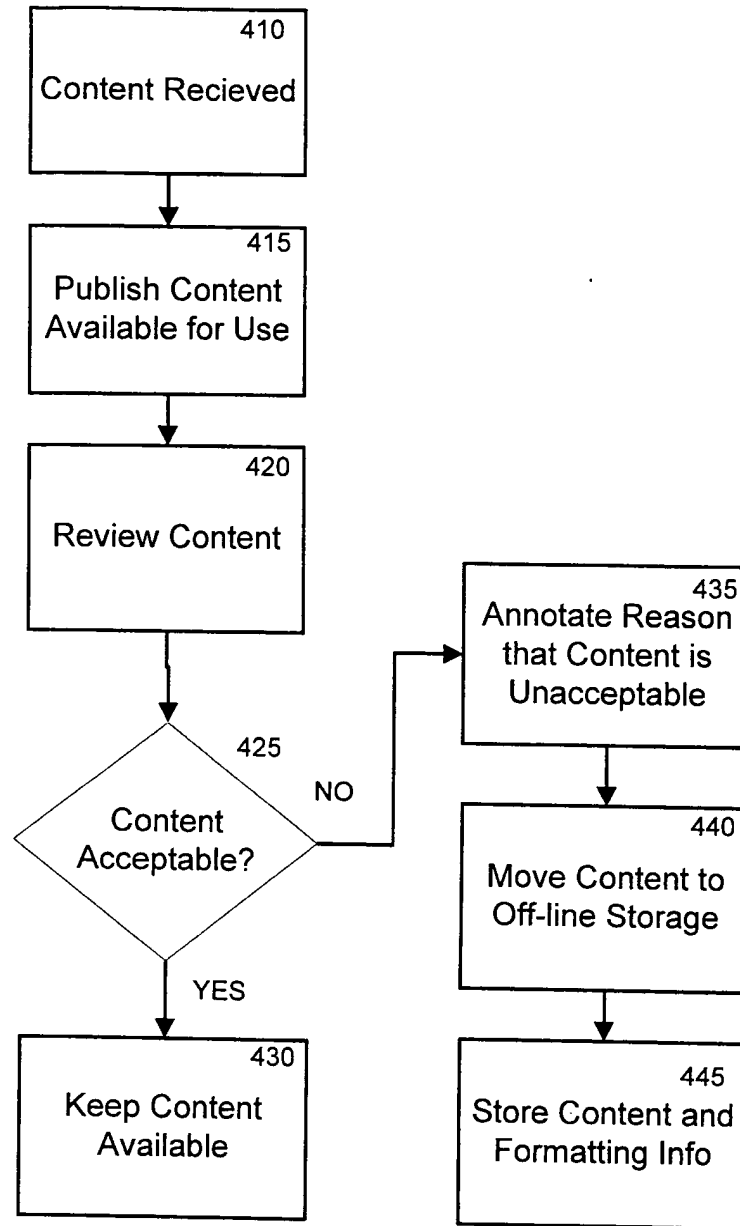 410
Content Recieved
415
Publish Content
Available for Use
420
Review Content
425
Content
Acceptable?
NO
YES
430
Keep Content
Available
435
Annotate Reason
that Content is
Unacceptable
440
Move Content to
Off-line Storage
445
Store Content and
Formatting Info